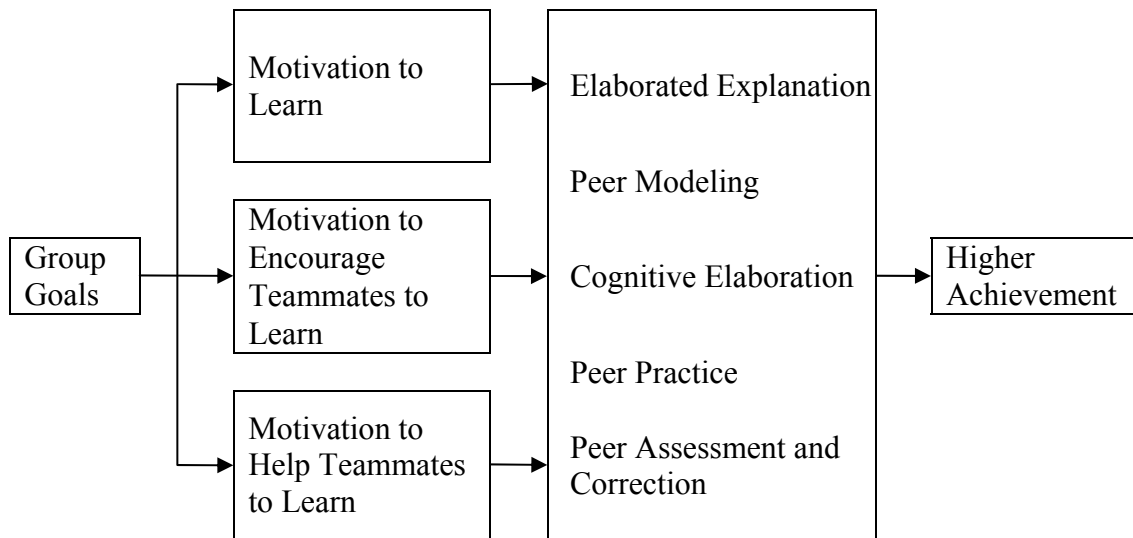 Group
Goals
Motivation to
Learn
Motivation to
Encourage
Teammates to
Learn
Motivation to
Help Teammates
to Learn
Elaborated Explanation
Peer Modeling
Cognitive Elaboration
Peer Practice
Peer Assessment and
Correction
Higher
Achievement